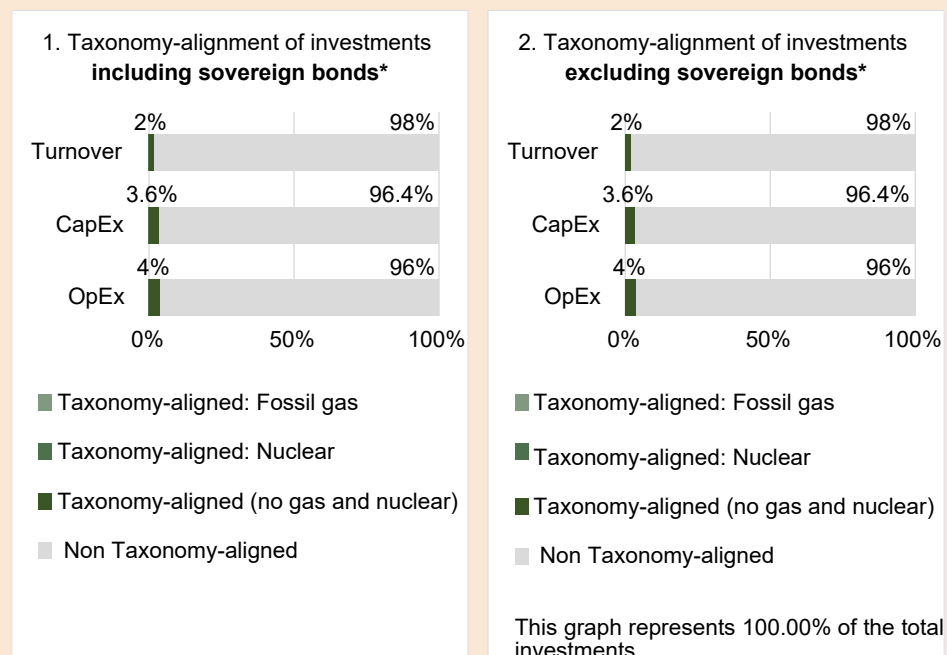 1. Taxonomy-alignment of investments
including sovereign bonds*
2% 98%
Turnover
3.6% 96.4%
CapEx
4% 96%
OpEx
0% 50% 100%
Taxonomy-aligned: Fossil gas
Taxonomy-aligned: Nuclear
Taxonomy-aligned (no gas and nuclear)
Non Taxonomy-aligned
2. Taxonomy-alignment of investments
excluding sovereign bonds*
2% 98%
Turnover
3.6% 96.4%
CapEx
4% 96%
OpEx
0% 50% 100%
Taxonomy-aligned: Fossil gas
Taxonomy-aligned: Nuclear
Taxonomy-aligned (no gas and nuclear)
Non Taxonomy-aligned
This graph represents 100.00% of the total
investments